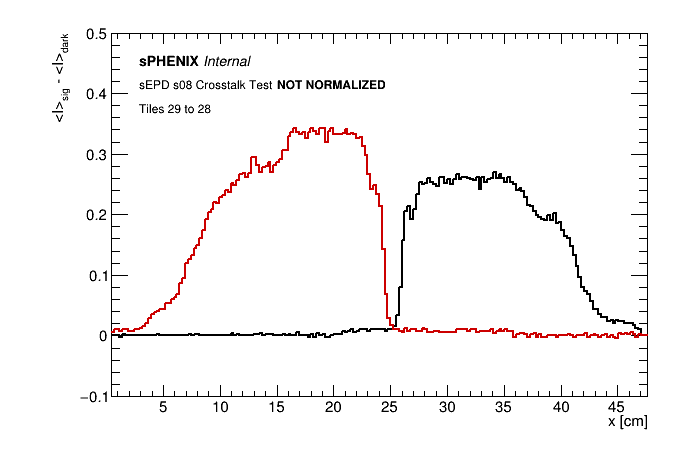 0.5
<I>sig - <I>dark
sPHENIX Internal
sEPD s08 Crosstalk Test NOT NORMALIZED
0.4
Tiles 29 to 28
0.3
0.2
0.1
0
−0.1
5 10 15 20 25 30 35 40 45
x [cm]